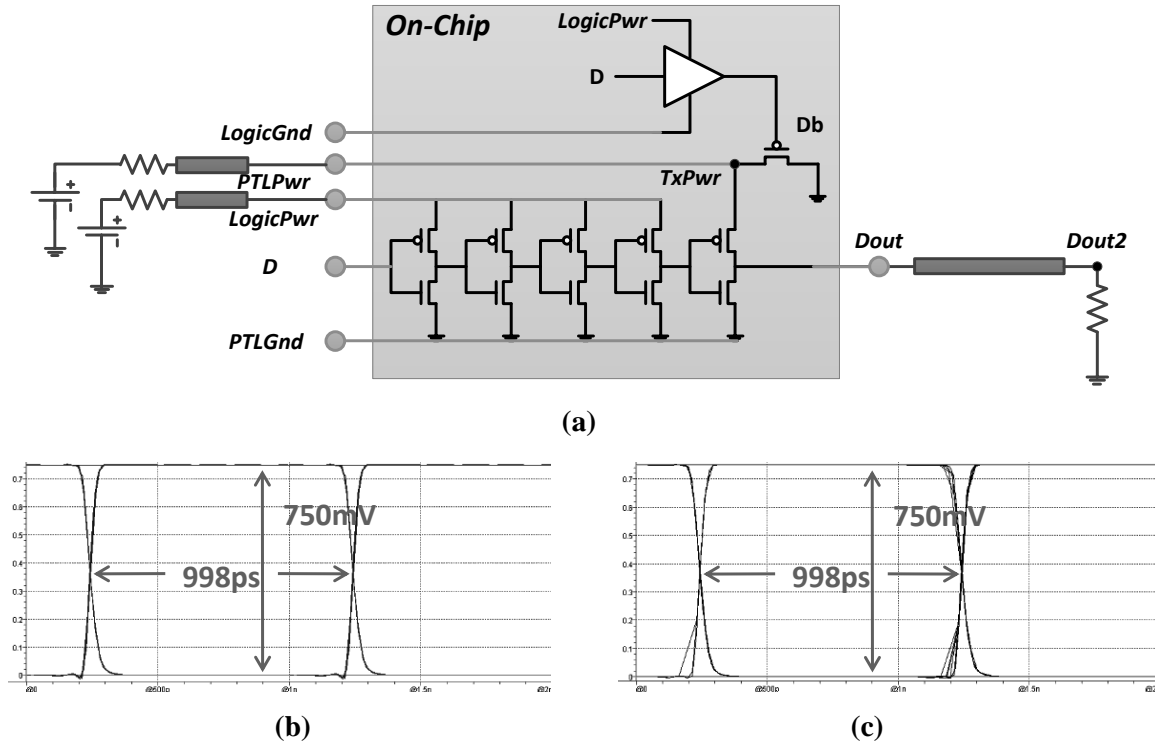 On-Chip
LogicPwr
D
Db
LogicGnd
PTLPwr
TxPwr
LogicPwr
Dout
Dout2
D
PTLGnd
(a)
0.7
0.6
0.5
0.4
0.3
0.2
0.1
0
750mV
998ps
(b)
0.7
0.6
0.5
0.4
0.3
0.2
0.1
0
750mV
998ps
(c)